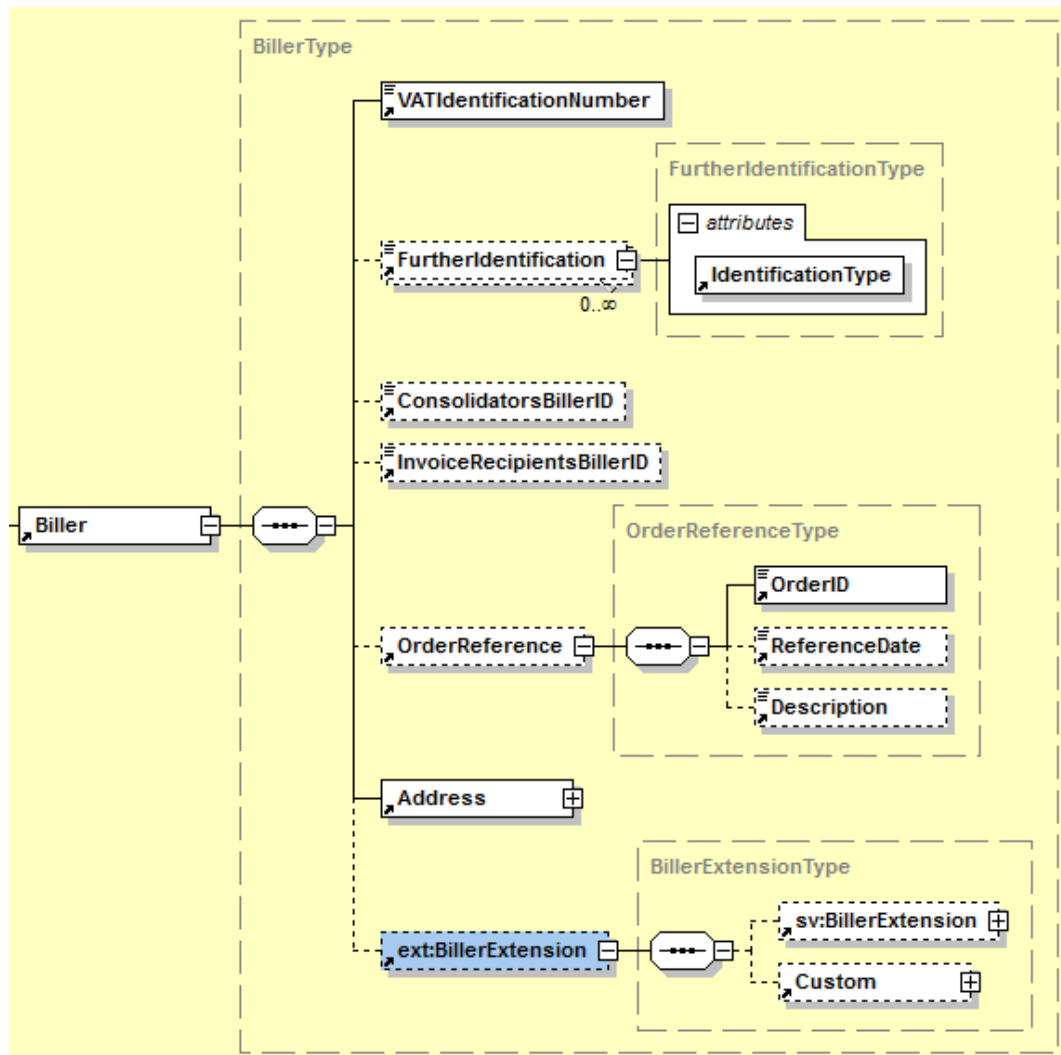 BillerType
VATIdentificationNumber
FurtherIdentificationType
attributes
FurtherIdentification
IdentificationType
0..∞
ConsolidatorsBillerID
InvoiceRecipientsBillerID
Biller
OrderReferenceType
OrderID
OrderReference
ReferenceDate
Description
Address
BillerExtensionType
sv:BillerExtension
ext:BillerExtension
Custom